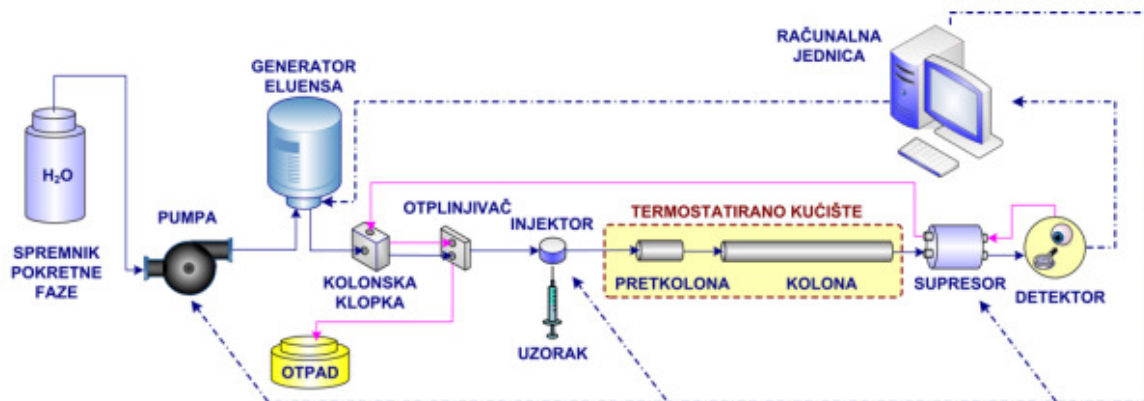 RAČUNALNA
JEDNICA
GENERATOR
ELUENSA
H₂O
PUMPA
SPREMNIK
POKRETNE
FAZE
KOLONSKA
KLOPKA
OTPLINJIVAČ
INJEKTOR
UZORAK
TERMOSTATIRANO KUĆIŠTE
PRETKOLONA
KOLONA
SUPRESOR
DETEKTOR
OTPAD